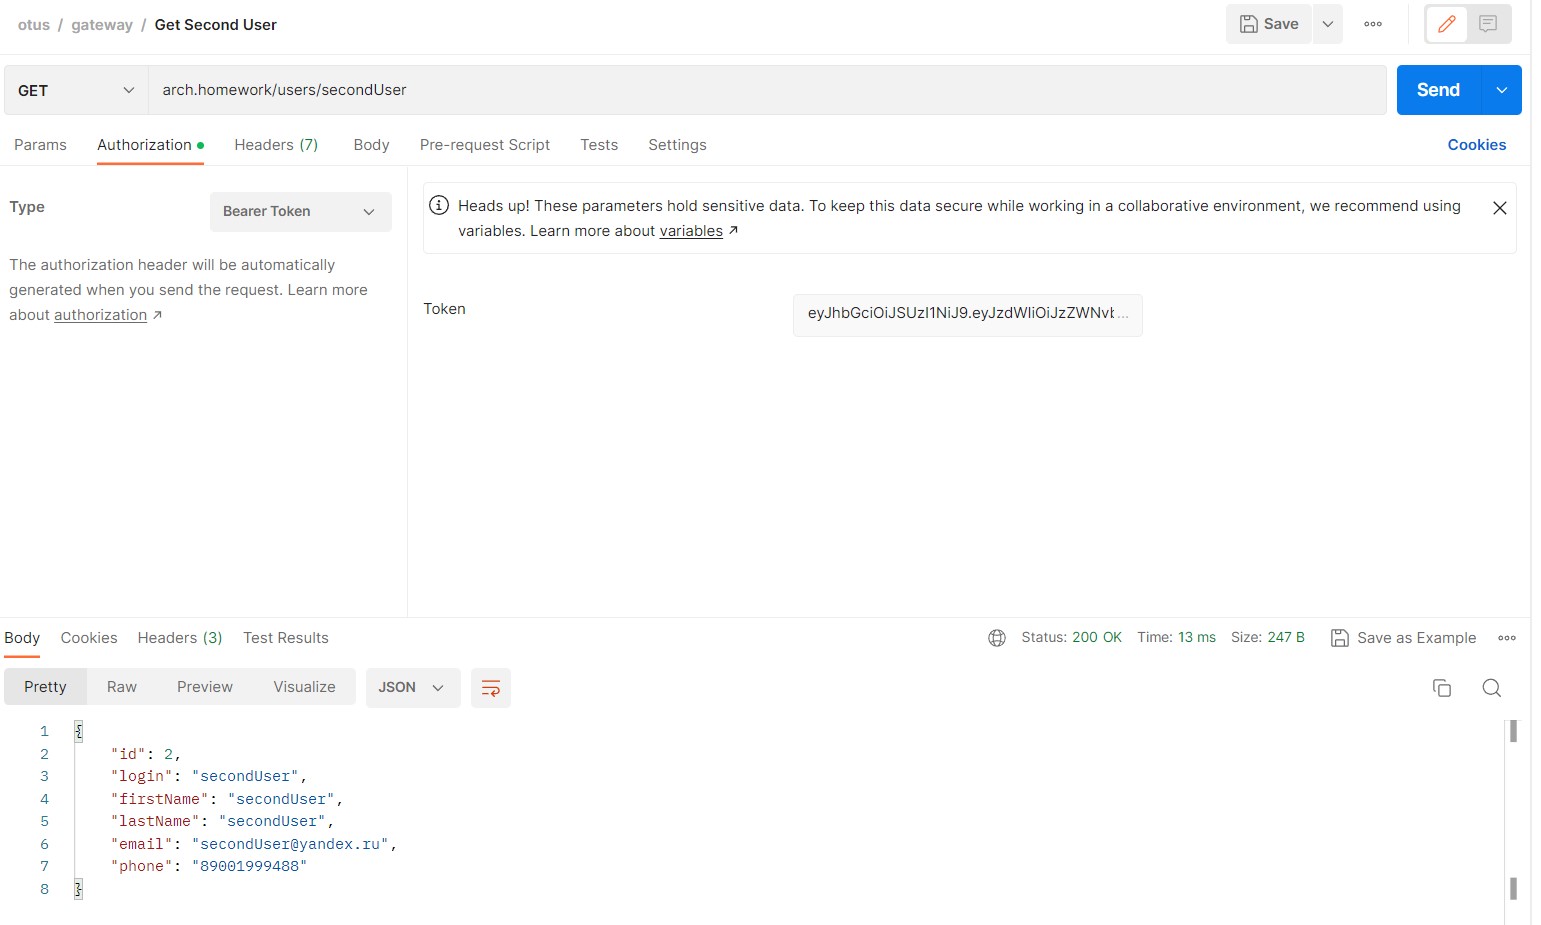 otus / gateway / Get Second User
Save
GET
arch.homework/users/secondUser
Send
Params Authorization Headers (7) Body Pre-request Script Tests Settings
Cookies
Type
Bearer Token
The authorization header will be automatically
generated when you send the request. Learn more
about authorization ↗
Heads up! These parameters hold sensitive data. To keep this data secure while working in a collaborative environment, we recommend using
variables. Learn more about variables ↗
Token
eyJhbGciOiJSUzI1NiJ9.eyJzdWIiOiJzZWNvb...
Body Cookies Headers (3) Test Results
Status: 200 OK Time: 13 ms Size: 247 B Save as Example
Pretty Raw Preview Visualize JSON
1 {
2 "id": 2,
3 "login": "secondUser",
4 "firstName": "secondUser",
5 "lastName": "secondUser",
6 "email": "secondUser@yandex.ru",
7 "phone": "89001999488"
8 }